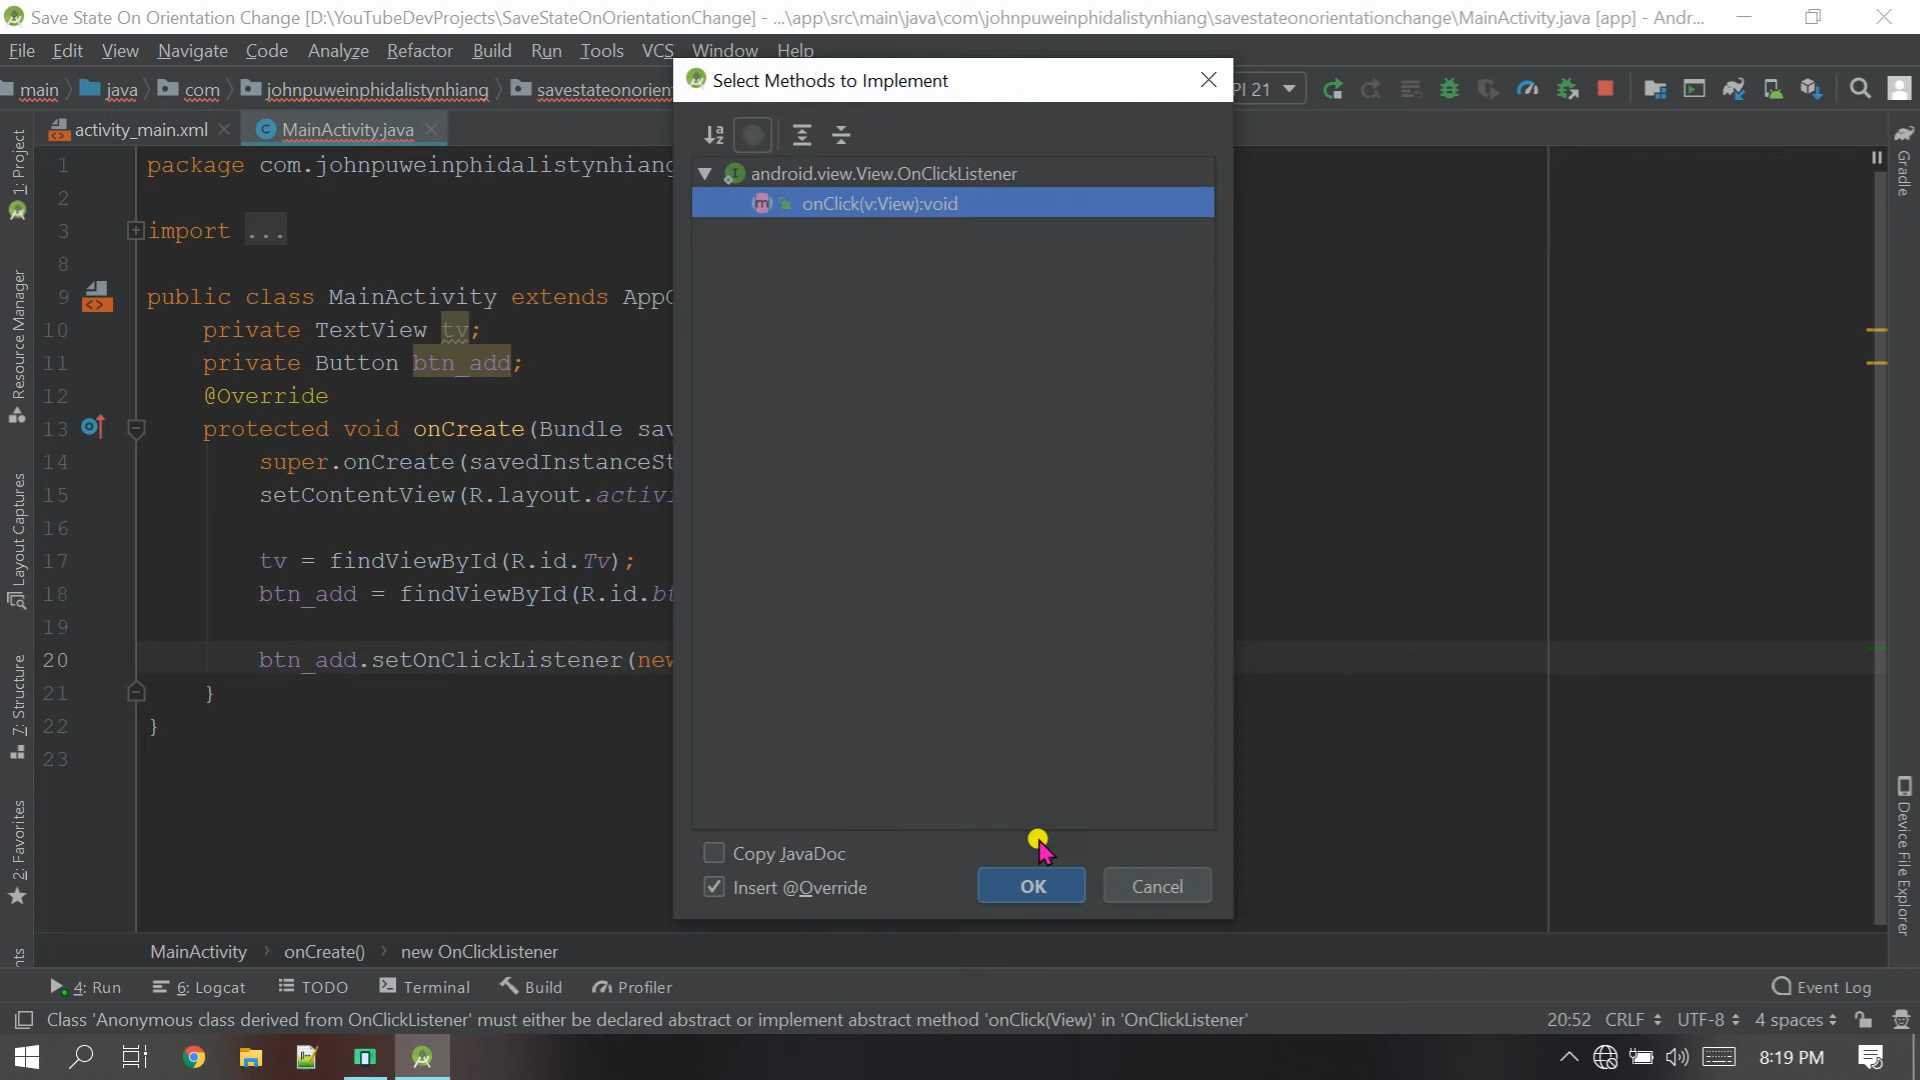 Save State On Orientation Change [D:\YouTubeDevProjects\SaveStateOnOrientationChange] - ...\app\src\main\java\com\johnpuweinphidalistynhiang\savestateonorientationchange\MainActivity.java [app] - Andr...
File Edit View Navigate Code Analyze Refactor Build Run Tools VCS Window Help
main java com johnpuweinphidalistynhiang savestateonorient
PI 21
activity_main.xml
MainActivity.java
Select Methods to Implement
android.view.View.OnClickListener
onClick(v:View):void
Copy JavaDoc
Insert @Override
OK
Cancel
1 package com.johnpuweinphidalistynhiang
2
3 import ...
8
9 public class MainActivity extends AppC
10 private TextView tv;
11 private Button btn_add;
12 @Override
13 protected void onCreate(Bundle sav
14 super.onCreate(savedInstanceSt
15 setContentView(R.layout.activi
16
17 tv = findViewById(R.id.Tv);
18 btn_add = findViewById(R.id.bt
19
20 btn_add.setOnClickListener(new
21 }
22 }
23
1: Project
Resource Manager
Layout Captures
7: Structure
2: Favorites
nts
Gradle
Device File Explorer
MainActivity onCreate() new OnClickListener
4: Run 6: Logcat TODO Terminal Build Profiler Event Log
Class 'Anonymous class derived from OnClickListener' must either be declared abstract or implement abstract method 'onClick(View)' in 'OnClickListener' 20:52 CRLF UTF-8 4 spaces
8:19 PM